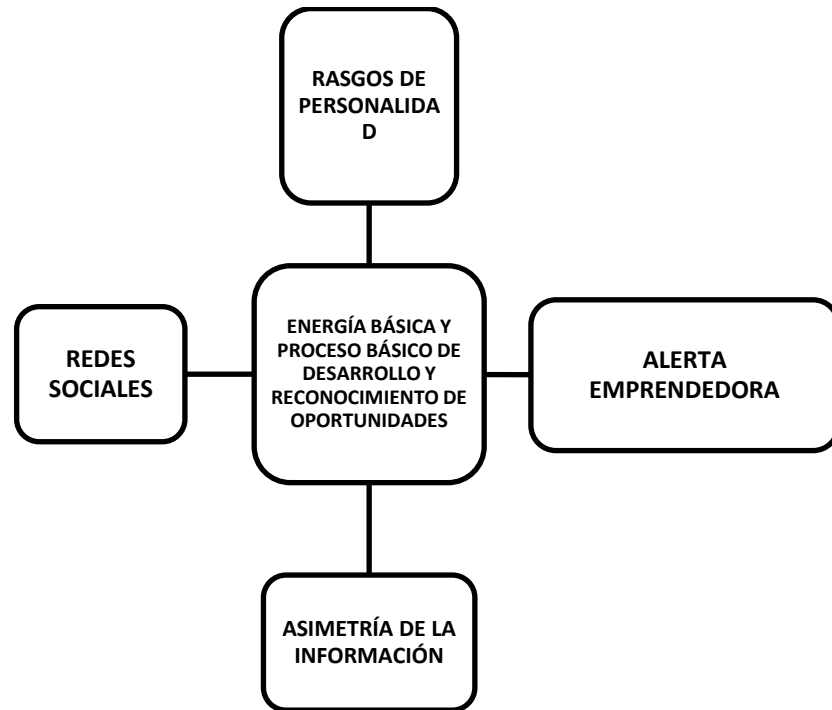 RASGOS DE
PERSONALIDA
D
ENERGÍA BÁSICA Y
PROCESO BÁSICO DE
DESARROLLO Y
RECONOCIMIENTO DE
OPORTUNIDADES
REDES
SOCIALES
ALERTA
EMPRENDEDORA
ASIMETRÍA DE LA
INFORMACIÓN